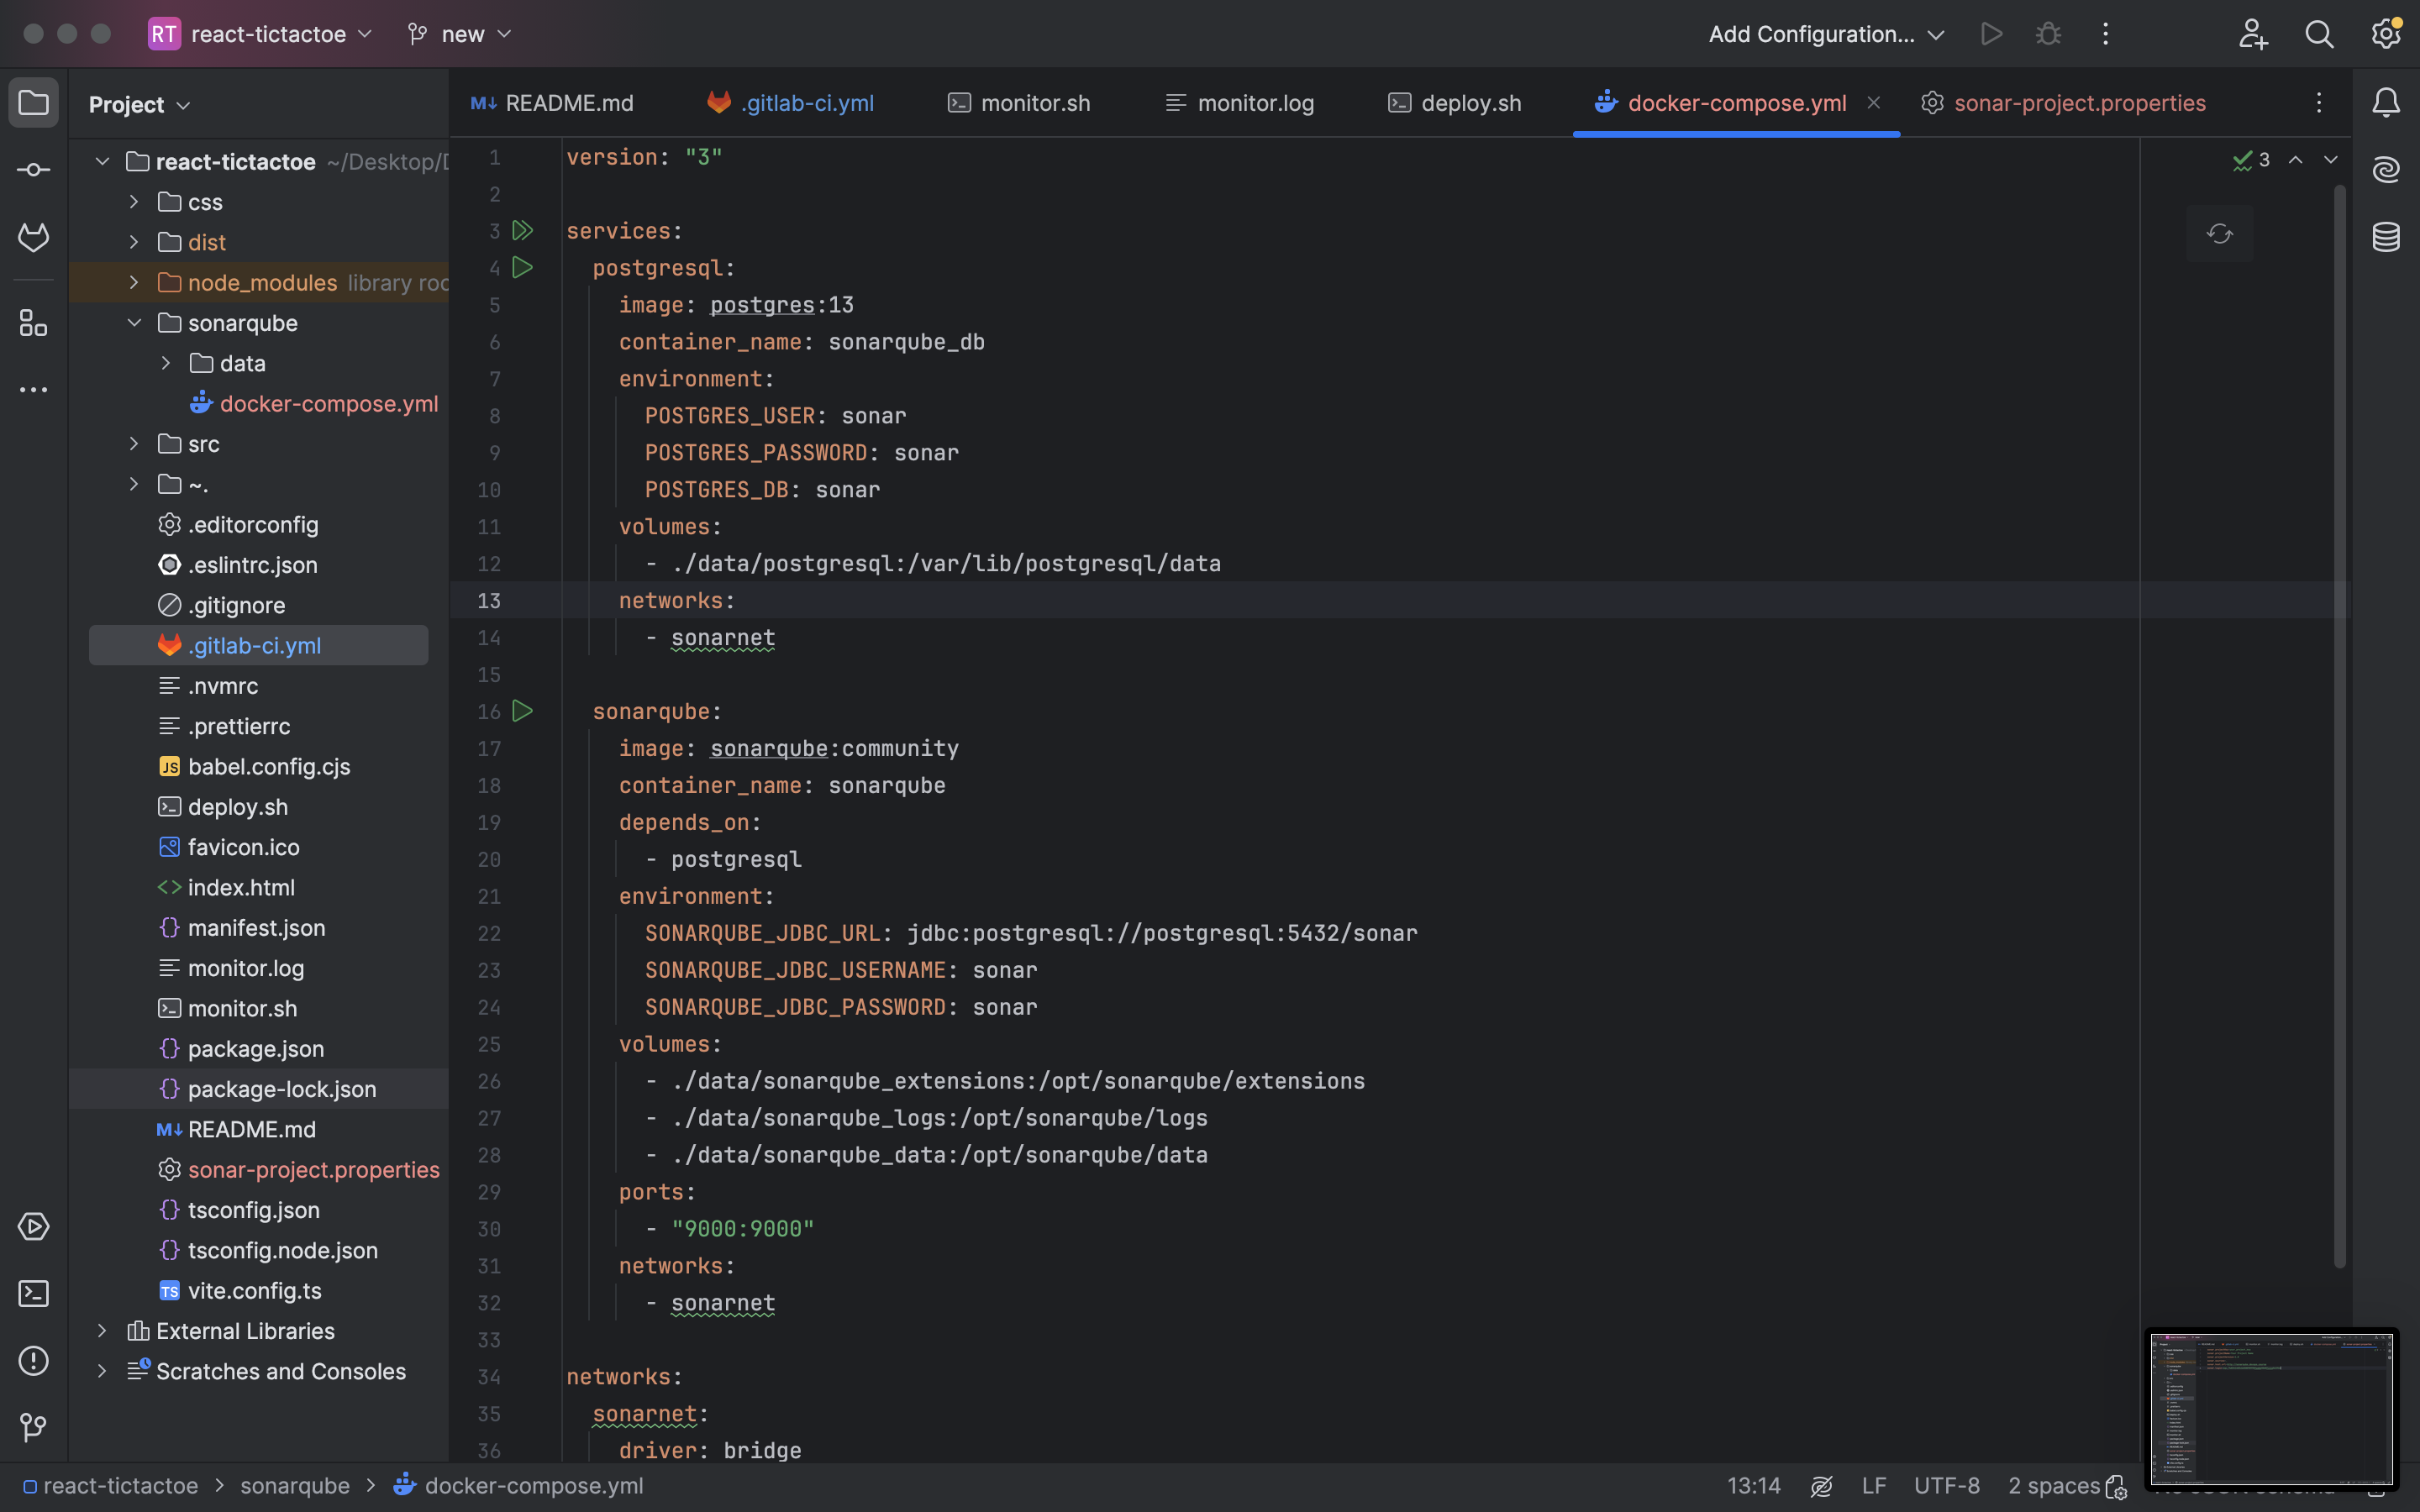 RT react-tictactoe new Add Configuration...
Project
README.md .gitlab-ci.yml monitor.sh monitor.log deploy.sh docker-compose.yml sonar-project.properties
react-tictactoe ~/Desktop/
css
dist
node_modules library roo
sonarqube
data
docker-compose.yml
src
~.
.editorconfig
.eslintrc.json
.gitignore
.gitlab-ci.yml
.nvmrc
.prettierrc
babel.config.cjs
deploy.sh
favicon.ico
index.html
manifest.json
monitor.log
monitor.sh
package.json
package-lock.json
README.md
sonar-project.properties
tsconfig.json
tsconfig.node.json
vite.config.ts
External Libraries
Scratches and Consoles
3
1 version: "3"
2
3 services:
4   postgresql:
5     image: postgres:13
6     container_name: sonarqube_db
7     environment:
8       POSTGRES_USER: sonar
9       POSTGRES_PASSWORD: sonar
10       POSTGRES_DB: sonar
11     volumes:
12       - ./data/postgresql:/var/lib/postgresql/data
13     networks:
14       - sonarnet
15
16   sonarqube:
17     image: sonarqube:community
18     container_name: sonarqube
19     depends_on:
20       - postgresql
21     environment:
22       SONARQUBE_JDBC_URL: jdbc:postgresql://postgresql:5432/sonar
23       SONARQUBE_JDBC_USERNAME: sonar
24       SONARQUBE_JDBC_PASSWORD: sonar
25     volumes:
26       - ./data/sonarqube_extensions:/opt/sonarqube/extensions
27       - ./data/sonarqube_logs:/opt/sonarqube/logs
28       - ./data/sonarqube_data:/opt/sonarqube/data
29     ports:
30       - "9000:9000"
31     networks:
32       - sonarnet
33
34 networks:
35   sonarnet:
36     driver: bridge
react-tictactoe > sonarqube > docker-compose.yml 13:14 LF UTF-8 2 spaces